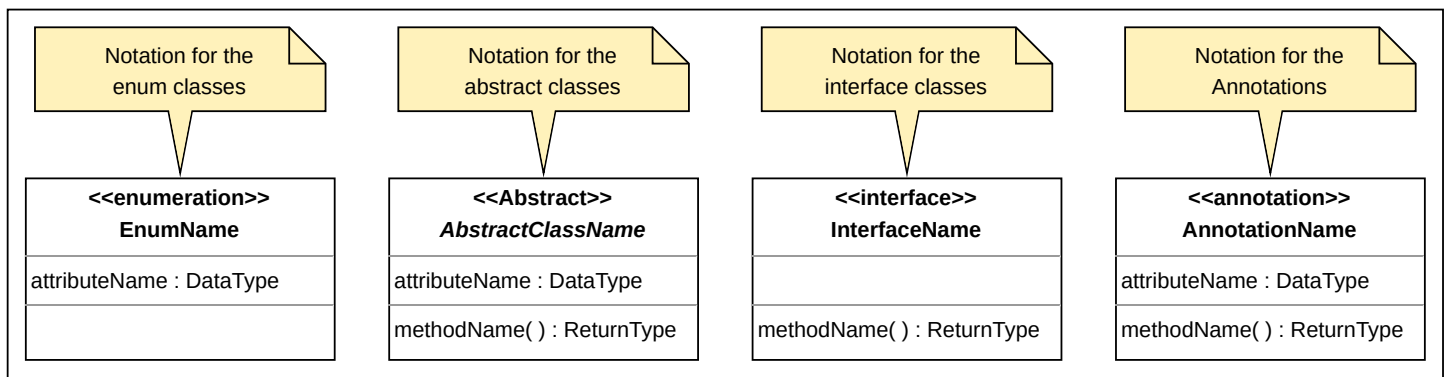 Notation for the
enum classes
Notation for the
abstract classes
Notation for the
interface classes
Notation for the
Annotations
<<enumeration>>
EnumName
attributeName : DataType
<<Abstract>>
AbstractClassName
attributeName : DataType
methodName( ) : ReturnType
<<interface>>
InterfaceName
methodName( ) : ReturnType
<<annotation>>
AnnotationName
attributeName : DataType
methodName( ) : ReturnType